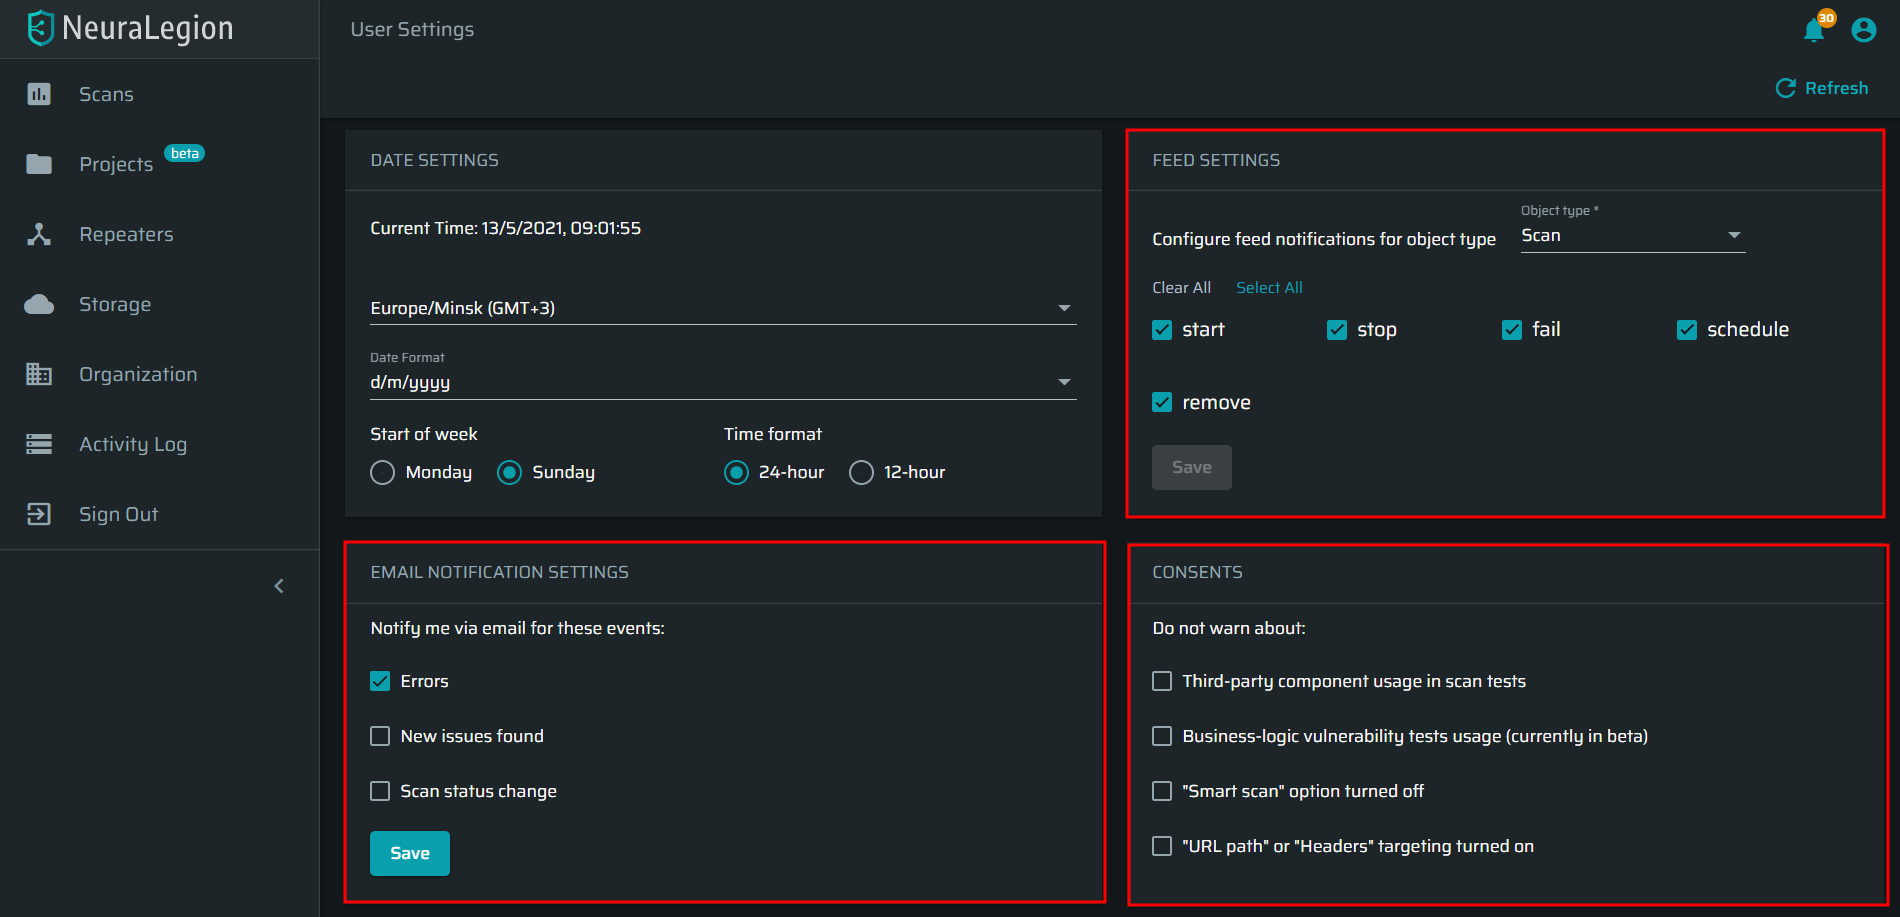 NeuraLegion
User Settings
30
Refresh
Scans
Projects beta
Repeaters
Storage
Organization
Activity Log
Sign Out
DATE SETTINGS
Current Time: 13/5/2021, 09:01:55
Europe/Minsk (GMT+3)
Date Format
d/m/yyyy
Start of week
Time format
Monday Sunday
24-hour 12-hour
FEED SETTINGS
Object type *
Configure feed notifications for object type Scan
Clear All Select All
start stop fail schedule
remove
Save
EMAIL NOTIFICATION SETTINGS
Notify me via email for these events:
Errors
New issues found
Scan status change
Save
CONSENTS
Do not warn about:
Third-party component usage in scan tests
Business-logic vulnerability tests usage (currently in beta)
"Smart scan" option turned off
"URL path" or "Headers" targeting turned on